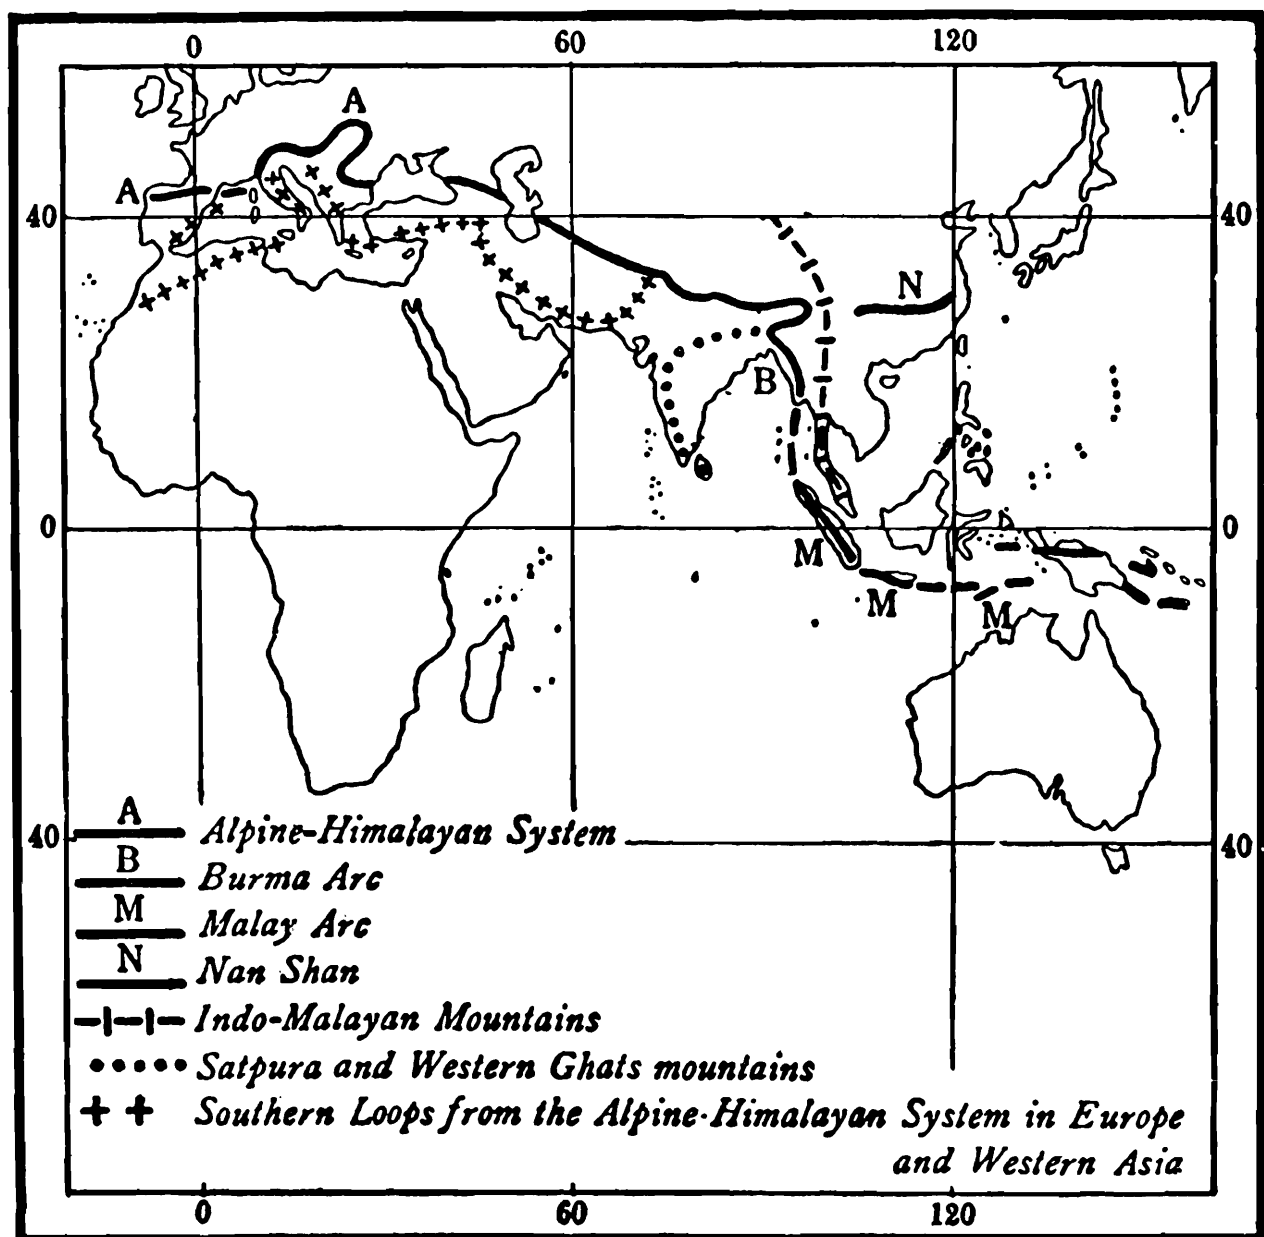 0 60 120
A
A
40 40
N
B
0 0
M
M
M
A
40 Alpine-Himalayan System 40
B
Burma Arc
M
Malay Arc
N
Nan Shan
Indo-Malayan Mountains
Satpura and Western Ghats mountains
Southern Loops from the Alpine-Himalayan System in Europe
and Western Asia
0 60 120